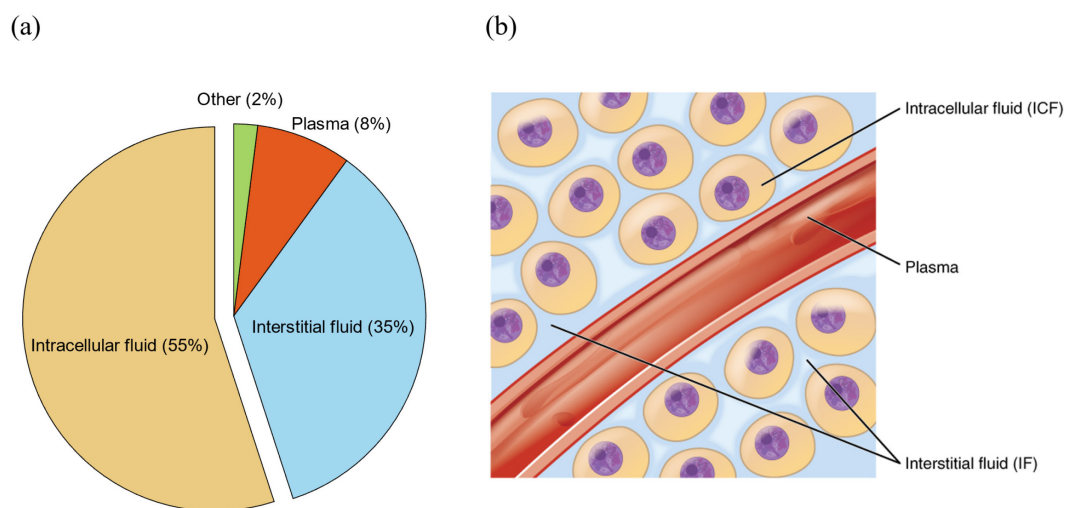 (a)
Other (2%)
Plasma (8%)
Interstitial fluid (35%)
Intracellular fluid (55%)
(b)
Intracellular fluid (ICF)
Plasma
Interstitial fluid (IF)